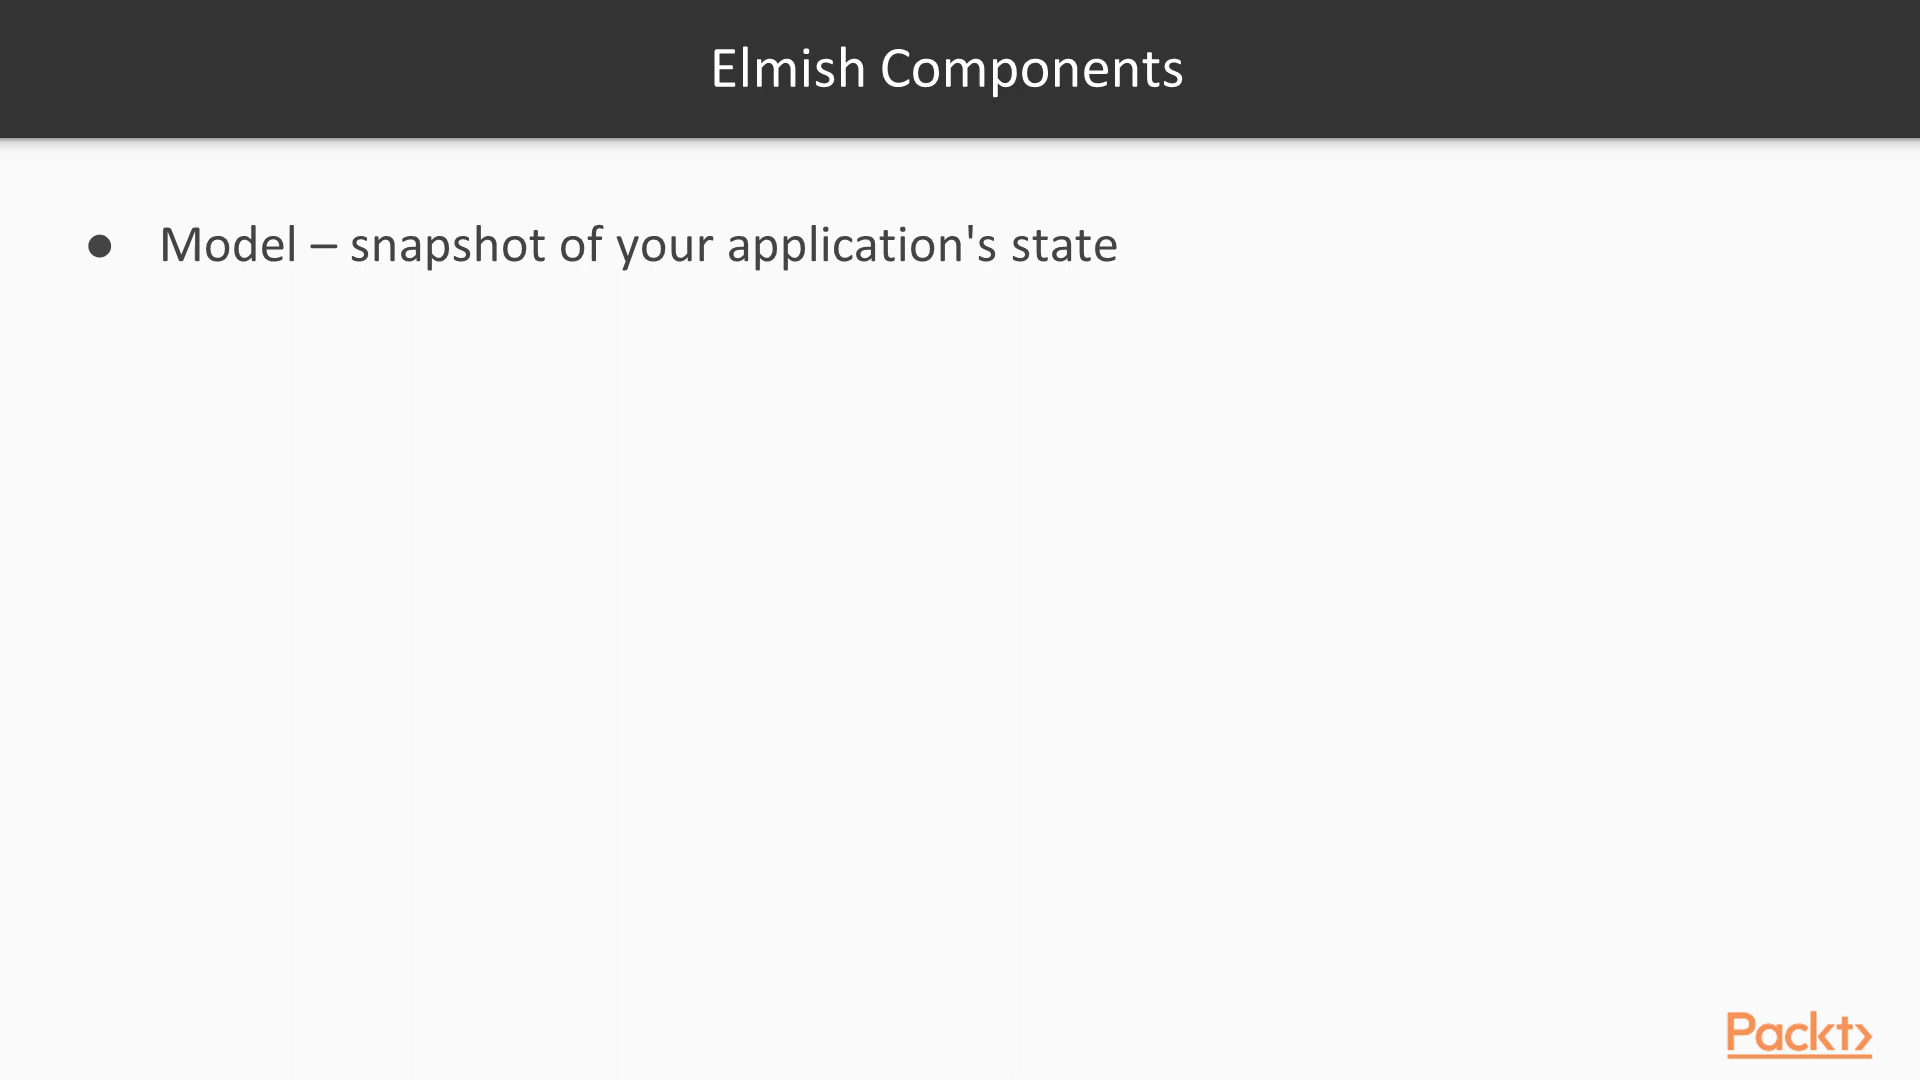 Elmish Components
● Model – snapshot of your application's state
Packt>